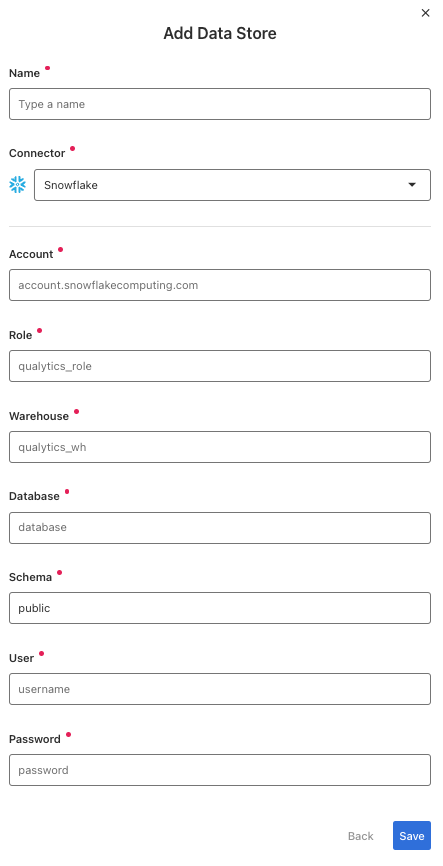 Add Data Store
Name
Type a name
Connector
Snowflake
Account
account.snowflakecomputing.com
Role
qualytics_role
Warehouse
qualytics_wh
Database
database
Schema
public
User
username
Password
password
Back Save